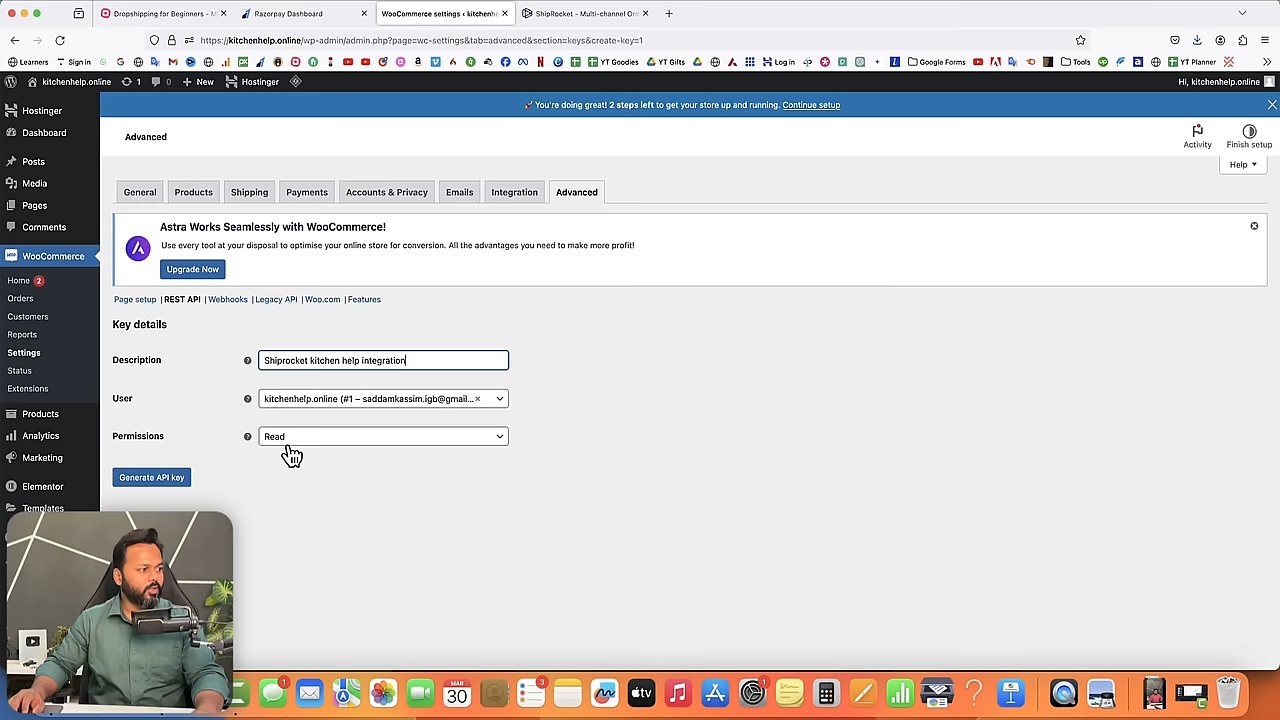 Dropshipping for Beginners - M
Razorpay Dashboard
WooCommerce settings ‹ kitchenhe
ShipRocket - Multi-channel Ord
https://kitchenhelp.online/wp-admin/admin.php?page=wc-settings&tab=advanced&section=keys&create-key=1
Learners
Sign in
YT Goodies
YT Gifts
Log in
Google Forms
Tools
YT Planner
kitchenhelp.online
1
0
New
Hostinger
Hi, kitchenhelp.online
Hostinger
Dashboard
Posts
Media
Pages
Comments
WooCommerce
Home 2
Orders
Customers
Reports
Settings
Status
Extensions
Products
Analytics
Marketing
Elementor
Templates
🚀 You're doing great! 2 steps left to get your store up and running. Continue setup
Advanced
Activity
Finish setup
Help
General
Products
Shipping
Payments
Accounts & Privacy
Emails
Integration
Advanced
Astra Works Seamlessly with WooCommerce!
Use every tool at your disposal to optimise your online store for conversion. All the advantages you need to make more profit!
Upgrade Now
Page setup | REST API | Webhooks | Legacy API | Woo.com | Features
Key details
Description
Shiprocket kitchen help integration
User
kitchenhelp.online (#1 – saddamkassim.igb@gmail...
Permissions
Read
Generate API key
1
MAR
30
3
tv
1